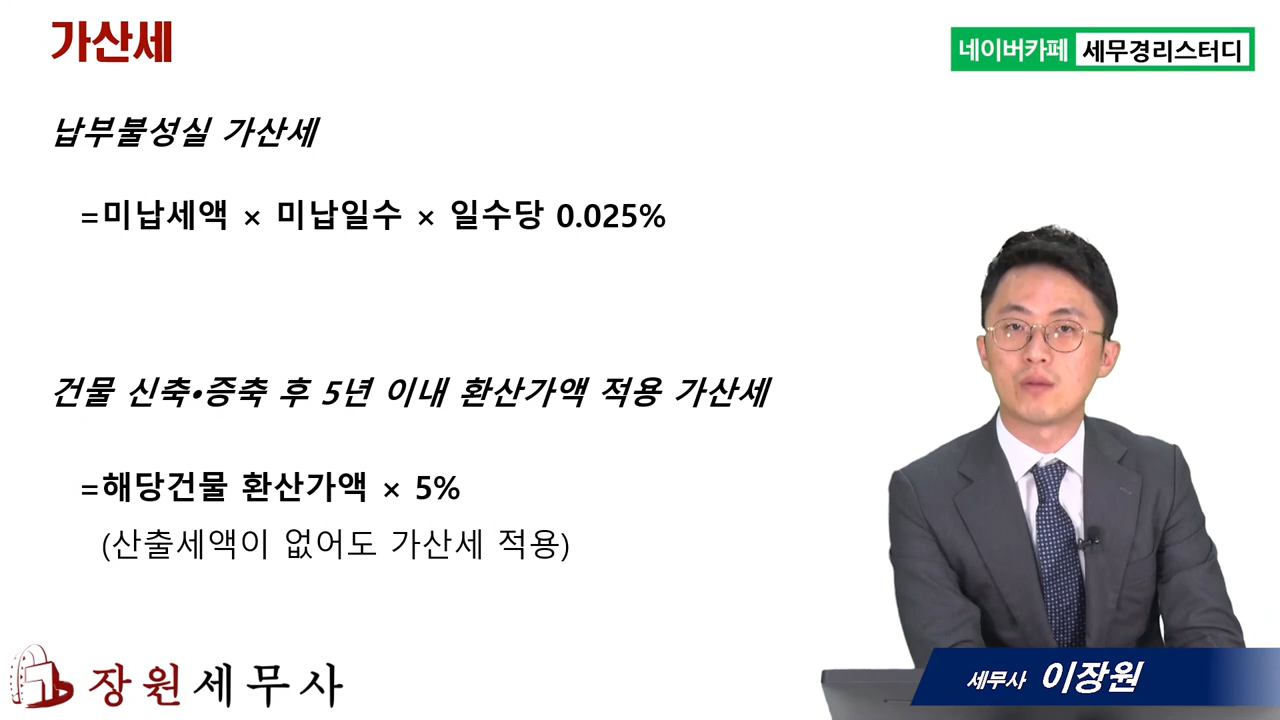 가산세
네이버카페 세무경리스터디
납부불성실 가산세
=미납세액 × 미납일수 × 일수당 0.025%
건물 신축•증축 후 5년 이내 환산가액 적용 가산세
=해당건물 환산가액 × 5%
(산출세액이 없어도 가산세 적용)
장원세무사
세무사 이장원